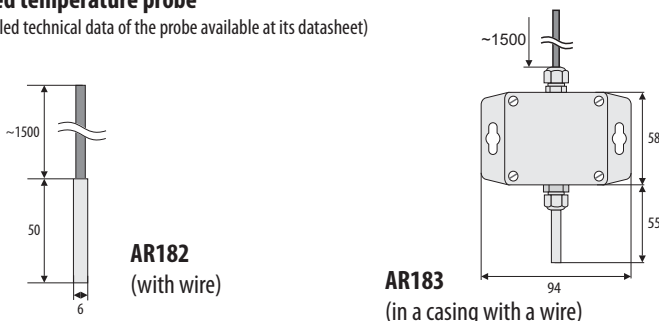 ed temperature probe
led technical data of the probe available at its datasheet)
~1500
~1500
58
50
55
AR182
(with wire)
6
AR183
94
(in a casing with a wire)